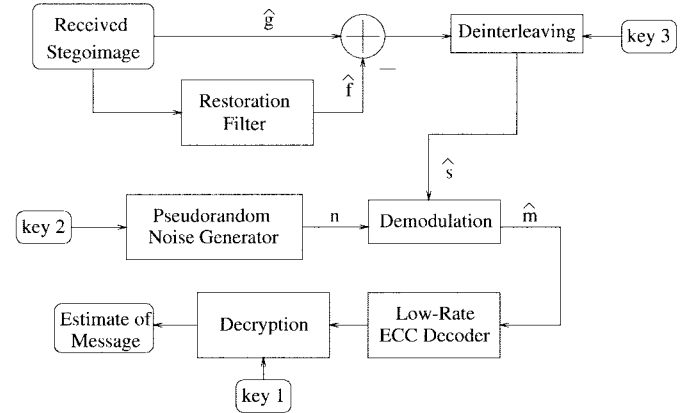 Received
Stegoimage
ĝ
Deinterleaving
key 3
−
f̂
Restoration
Filter
ŝ
key 2
Pseudorandom
Noise Generator
n
Demodulation
m̂
Estimate of
Message
Decryption
Low-Rate
ECC Decoder
key 1